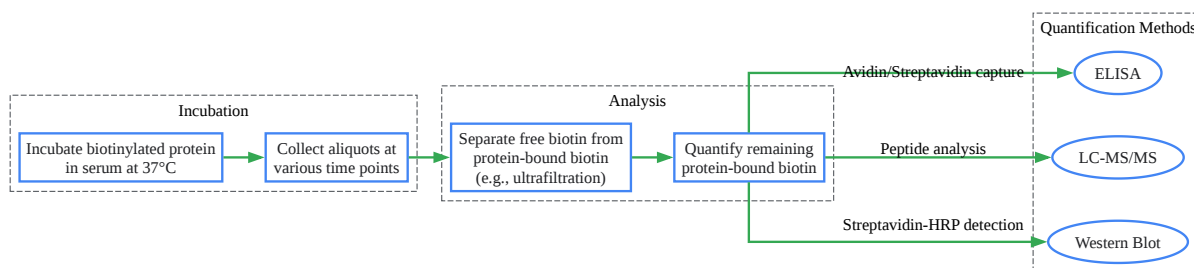 Quantification Methods
Avidin/Streptavidin capture
ELISA
Incubation
Analysis
Incubate biotinylated protein
in serum at 37°C
Collect aliquots at
various time points
Separate free biotin from
protein-bound biotin
(e.g., ultrafiltration)
Quantify remaining
protein-bound biotin
Peptide analysis
LC-MS/MS
Streptavidin-HRP detection
Western Blot